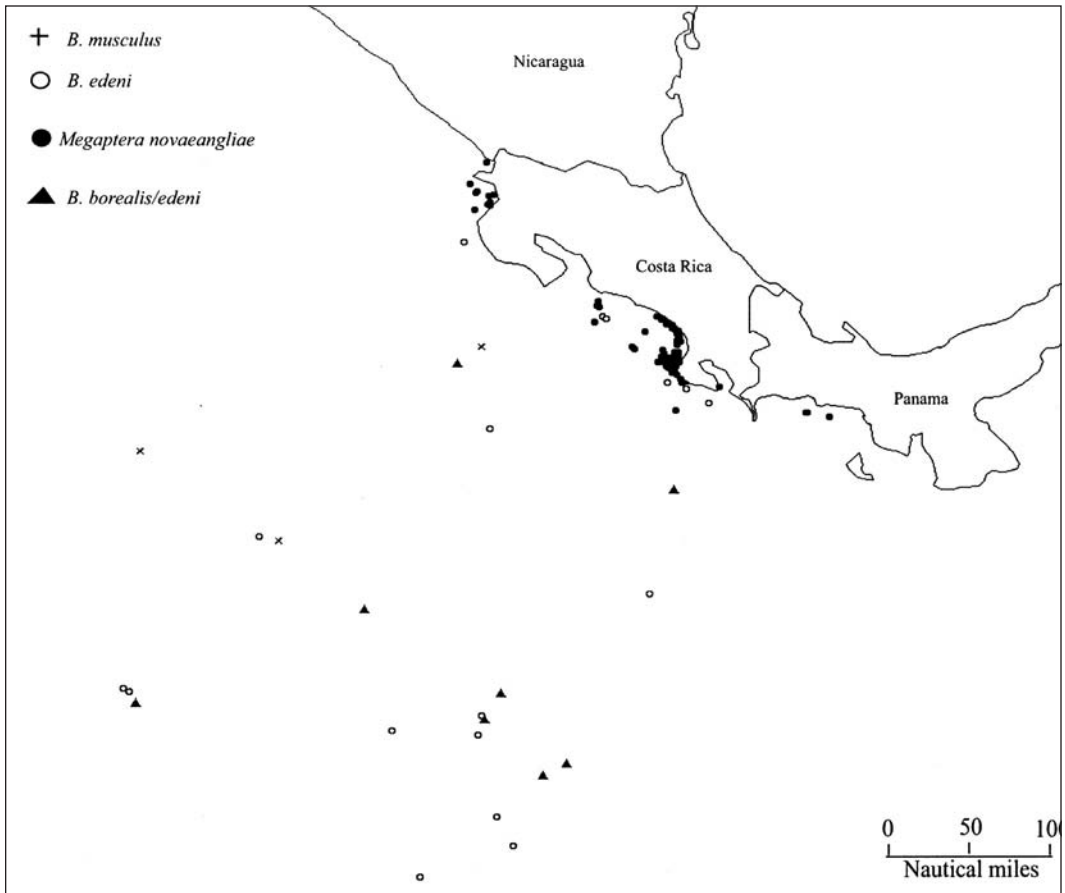 B. musculus
B. edeni
Megaptera novaeangliae
B. borealis/edeni
Nicaragua
Costa Rica
Panama
0 50 10
Nautical miles